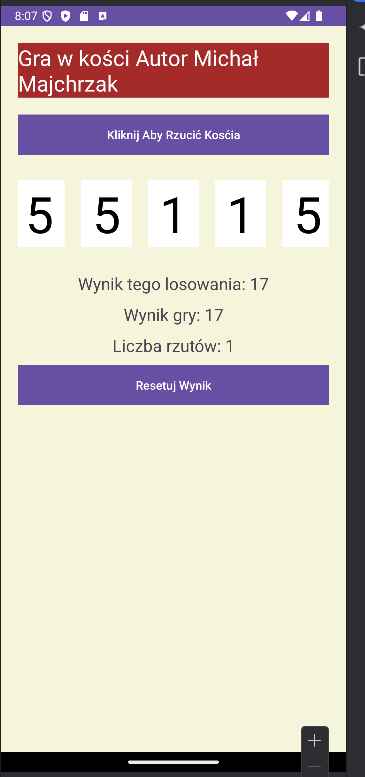 8:07
Gra w kości Autor Michał
Majchrzak
Kliknij Aby Rzucić Kosćia
5 5 1 1 5
Wynik tego losowania: 17
Wynik gry: 17
Liczba rzutów: 1
Resetuj Wynik